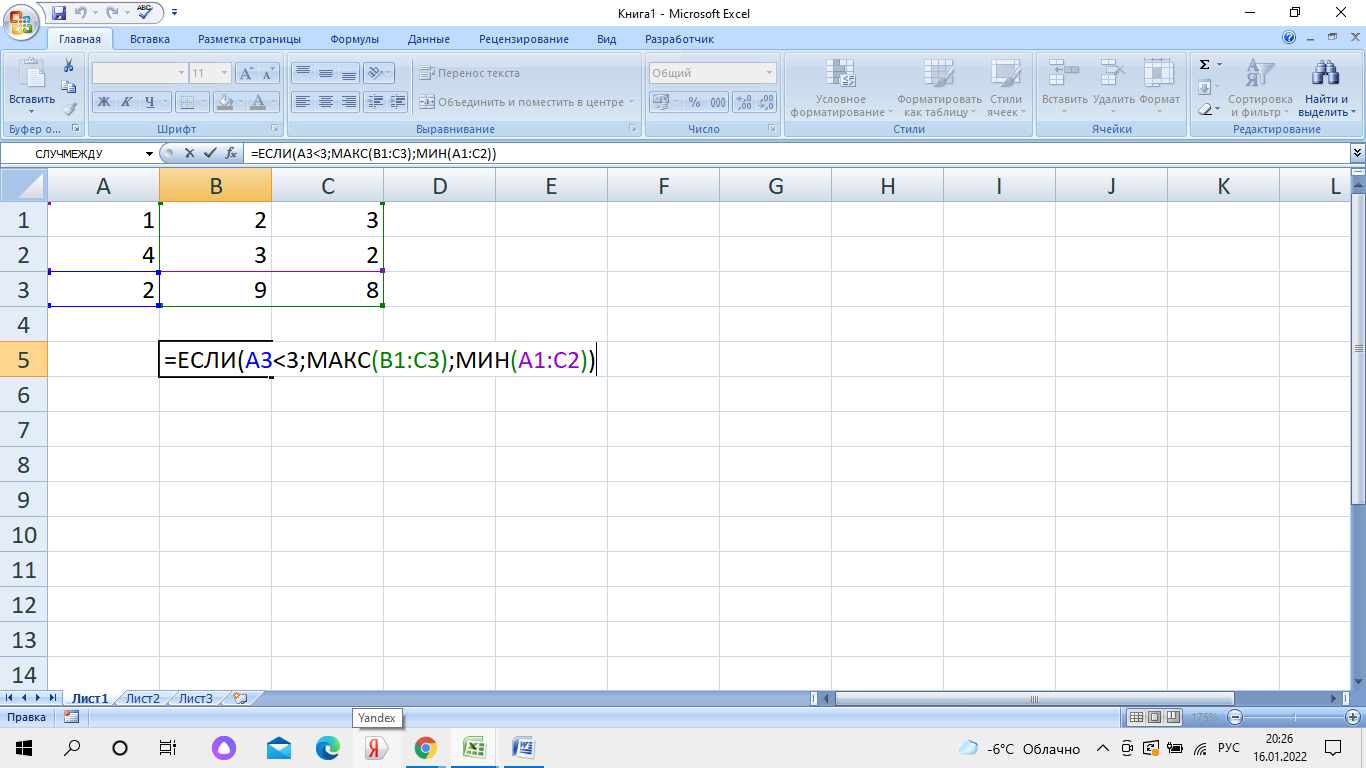 ABC
Книга1 - Microsoft Excel
Главная Вставка Разметка страницы Формулы Данные Рецензирование Вид Разработчик
Вставить
Буфер о...
11
Ж К Ч
A A
Шрифт
Перенос текста
Объединить и поместить в центре
Выравнивание
Общий
% 000
Число
Условное форматирование
Форматировать как таблицу
Стили ячеек
Стили
Вставить Удалить Формат
Ячейки
Σ
Сортировка и фильтр
Найти и выделить
Редактирование
СЛУЧМЕЖДУ fx =ЕСЛИ(A3<3;МАКС(B1:C3);МИН(A1:C2))
A B C D E F G H I J K L
1 1 2 3
2 4 3 2
3 2 9 8
4
5 =ЕСЛИ(A3<3;МАКС(B1:C3);МИН(A1:C2))
6
7
8
9
10
11
12
13
14
Лист1 Лист2 Лист3
Правка 175%
Yandex
-6°C Облачно РУС 20:26
16.01.2022